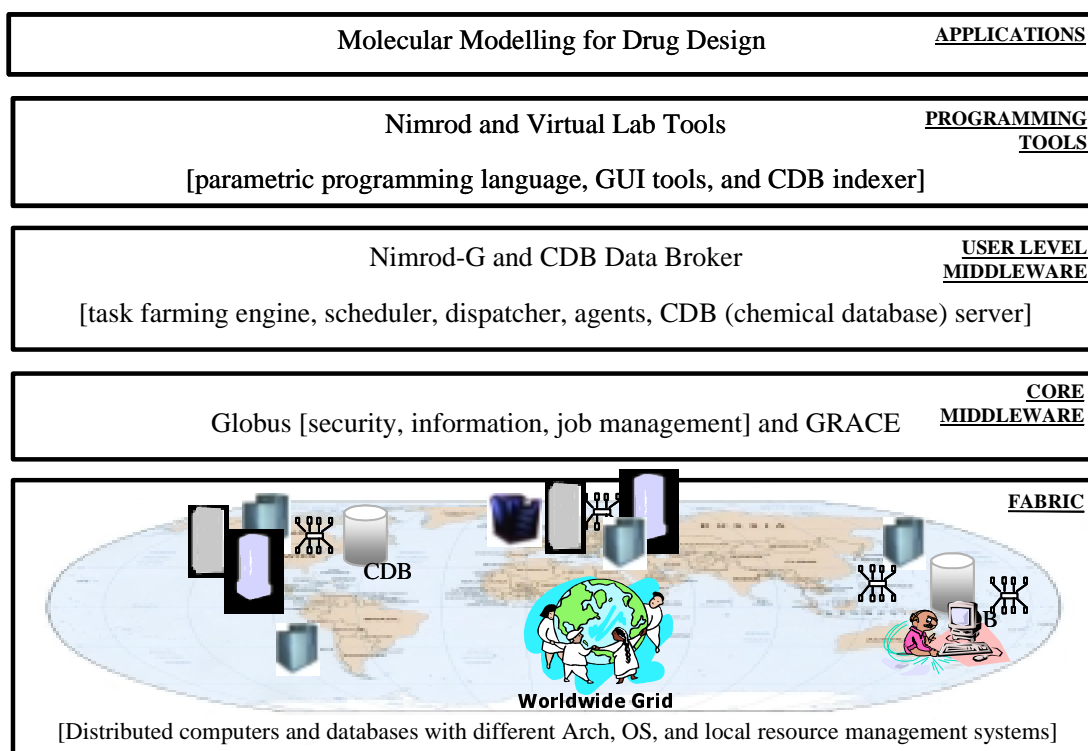 Molecular Modelling for Drug Design
APPLICATIONS
Nimrod and Virtual Lab Tools
[parametric programming language, GUI tools, and CDB indexer]
PROGRAMMING
TOOLS
Nimrod-G and CDB Data Broker
[task farming engine, scheduler, dispatcher, agents, CDB (chemical database) server]
USER LEVEL
MIDDLEWARE
Globus [security, information, job management] and GRACE
CORE
MIDDLEWARE
FABRIC
RUSSIA
CDB
DB
Worldwide Grid
[Distributed computers and databases with different Arch, OS, and local resource management systems]